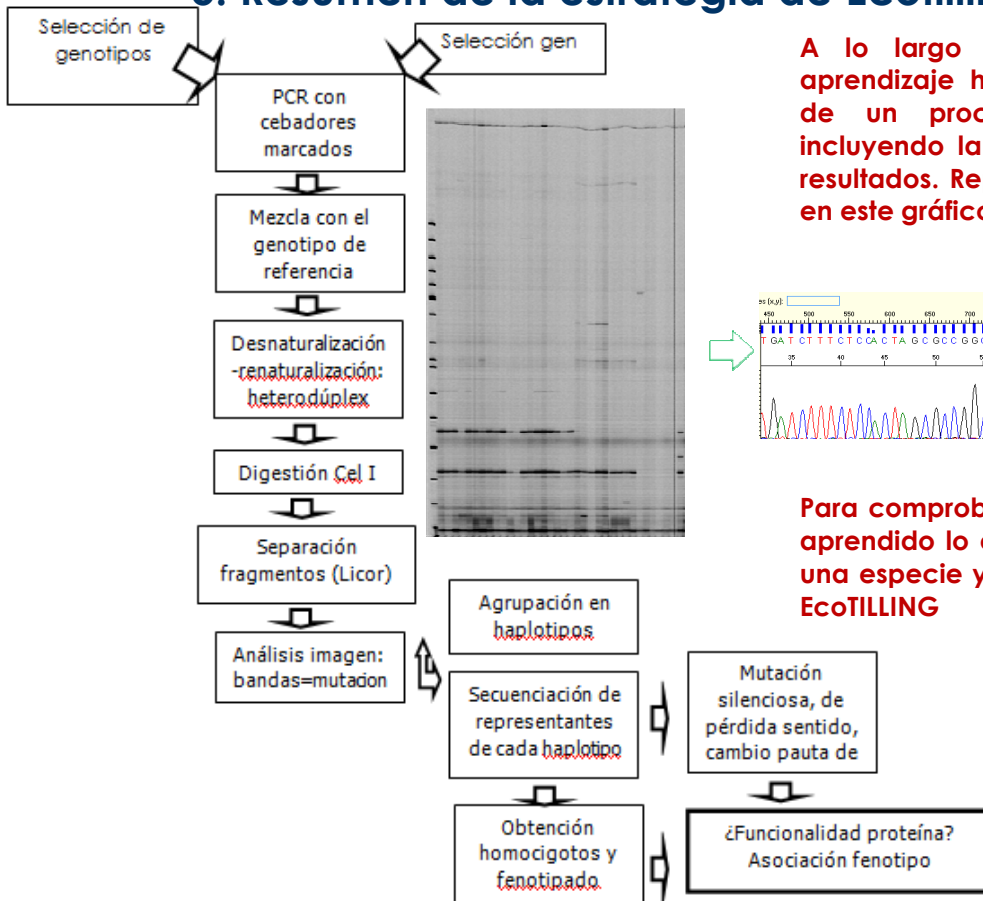 Resumen de la estrategia de
Selección de
genotipos
Selección gen
PCR con
cebadores
marcados
Mezcla con el
genotipo de
referencia
Desnaturalización
-renaturalización:
heterodúplex
Digestión Cel I
Separación
fragmentos (Licor)
Análisis imagen:
bandas=mutacion
Agrupación en
haplotipos
Secuenciación de
representantes
de cada haplotipo
Mutación
silenciosa, de
pérdida sentido,
cambio pauta de
Obtención
homocigotos y
fenotipado
¿Funcionalidad proteína?
Asociación fenotipo
A lo largo
aprendizaje h
de un proc
incluyendo la
resultados. Re
en este gráfico
es (x,y):
450 500 550 600 650 700
T GA T C T T T C T C CA C T A G C G C C G G C
35 40 45 50
Para comprob
aprendido lo
una especie y
EcoTILLING